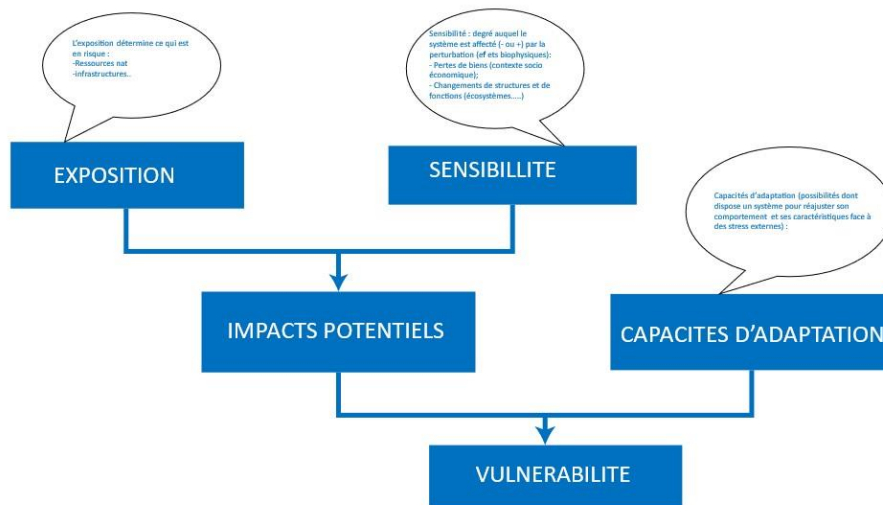 L'exposition détermine ce qui est
en risque :
-Ressources nat
-infrastructures..
Sensibilité : degré auquel le
système est affecté (- ou +) par la
perturbation (ef ets biophysiques):
- Pertes de biens (contexte socio
économique);
- Changements de structures et de
fonctions (écosystèmes.....)
EXPOSITION
SENSIBILLITE
Capacités d'adaptation (possibilités dont
dispose un système pour réajuster son
comportement et ses caractéristiques face à
des stress externes) :
IMPACTS POTENTIELS
CAPACITES D'ADAPTATION
VULNERABILITE